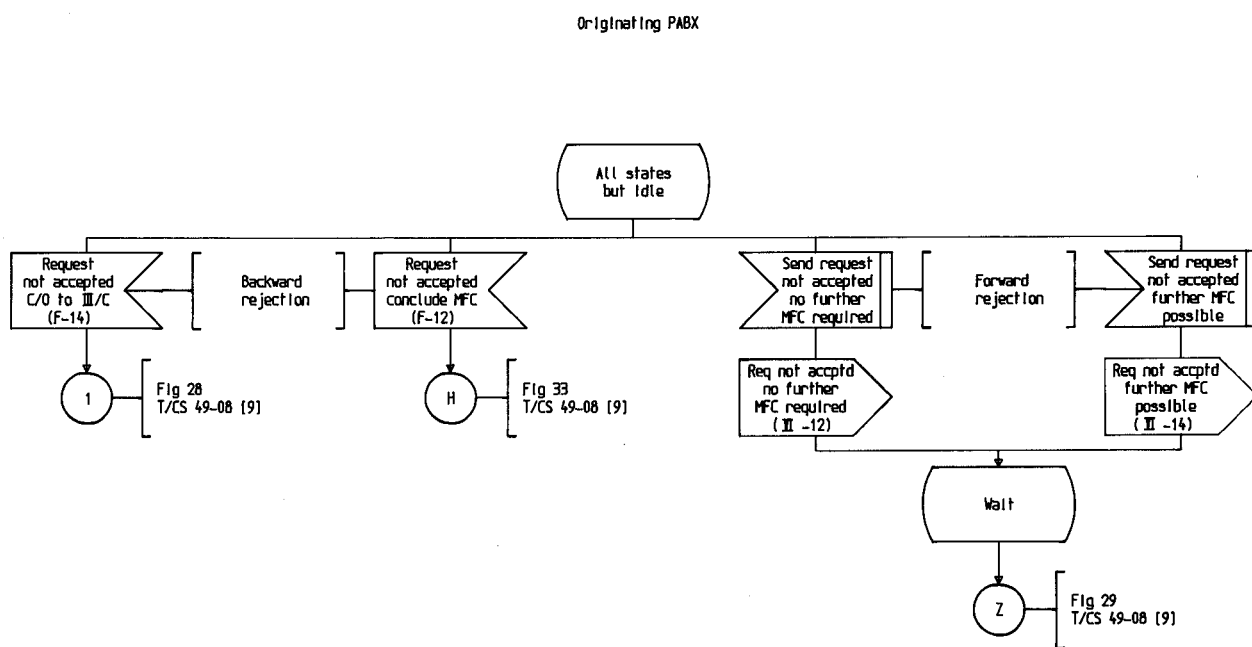 Originating PABX
All states
but idle
Request
not accepted
C/O to III/C
(F-14)
Backward
rejection
Request
not accepted
conclude MFC
(F-12)
Send request
not accepted
no further
MFC required
Forward
rejection
Send request
not accepted
further MFC
possible
1
Fig 28
T/CS 49-08 [9]
H
Fig 33
T/CS 49-08 [9]
Req not accptd
no further
MFC required
(VI -12)
Req not accptd
further MFC
possible
(VI -14)
Wait
Z
Fig 29
T/CS 49-08 [9]